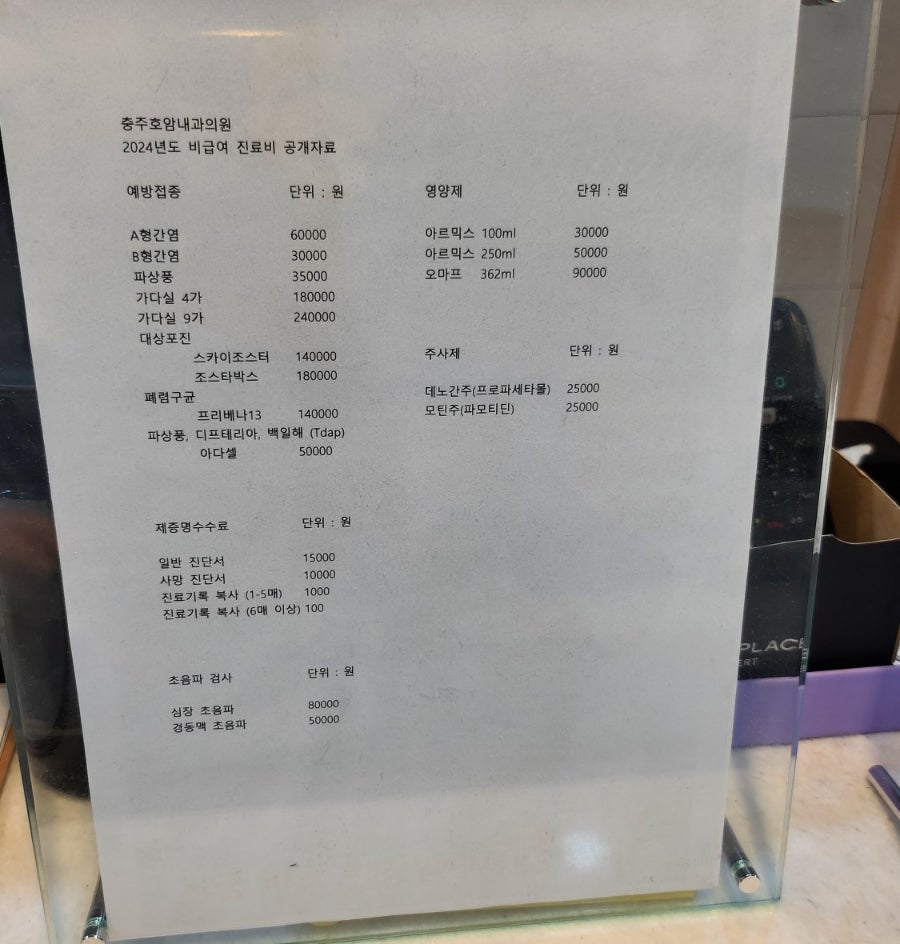 충주호암내과의원
2024년도 비급여 진료비 공개자료
예방접종 단위 : 원
A형간염 60000
B형간염 30000
파상풍 35000
가다실 4가 180000
가다실 9가 240000
대상포진
스카이조스터 140000
조스타박스 180000
폐렴구균
프리베나13 140000
파상풍, 디프테리아, 백일해 (Tdap)
아다셀 50000
제증명수수료 단위 : 원
일반 진단서 15000
사망 진단서 10000
진료기록 복사 (1-5매) 1000
진료기록 복사 (6매 이상) 100
초음파 검사 단위 : 원
심장 초음파 80000
경동맥 초음파 50000
영양제 단위 : 원
아르믹스 100ml 30000
아르믹스 250ml 50000
오마프 362ml 90000
주사제 단위 : 원
데노간주(프로파세타몰) 25000
모틴주(파모티딘) 25000
PLACE